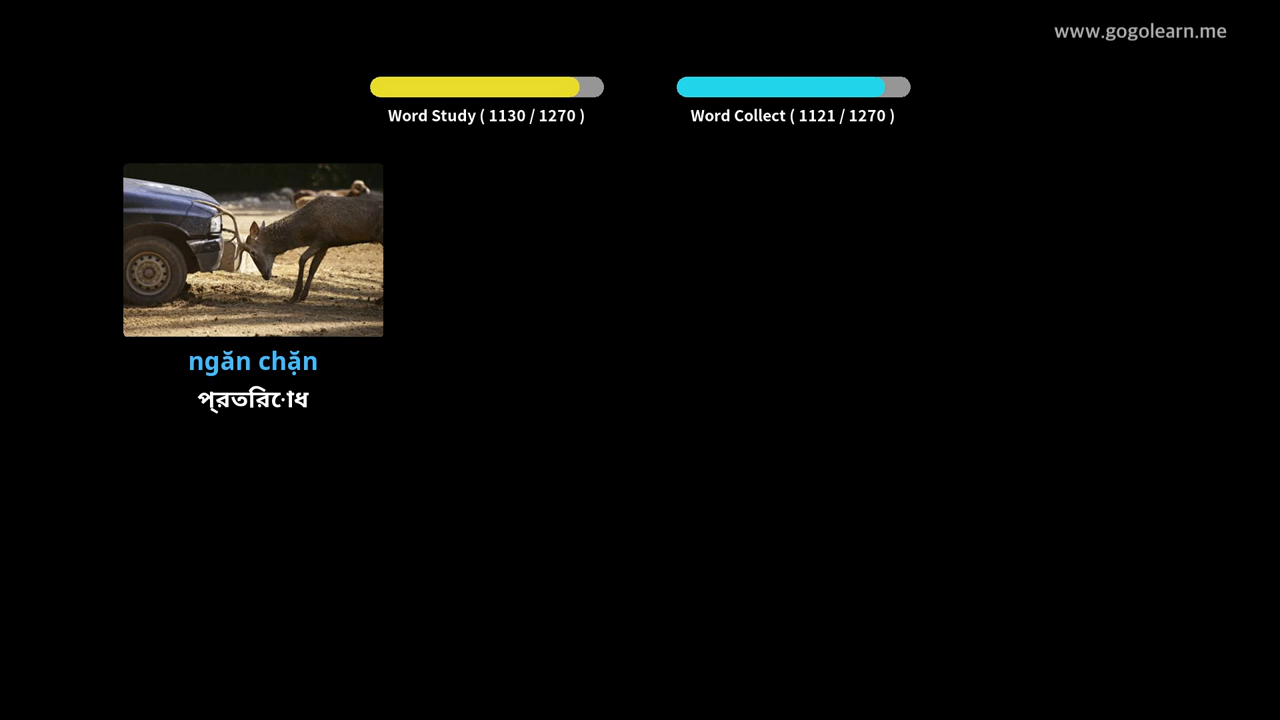 www.gogolearn.me
Word Study ( 1130 / 1270 )
Word Collect ( 1121 / 1270 )
ngăn chặn
প্রতিরোধ